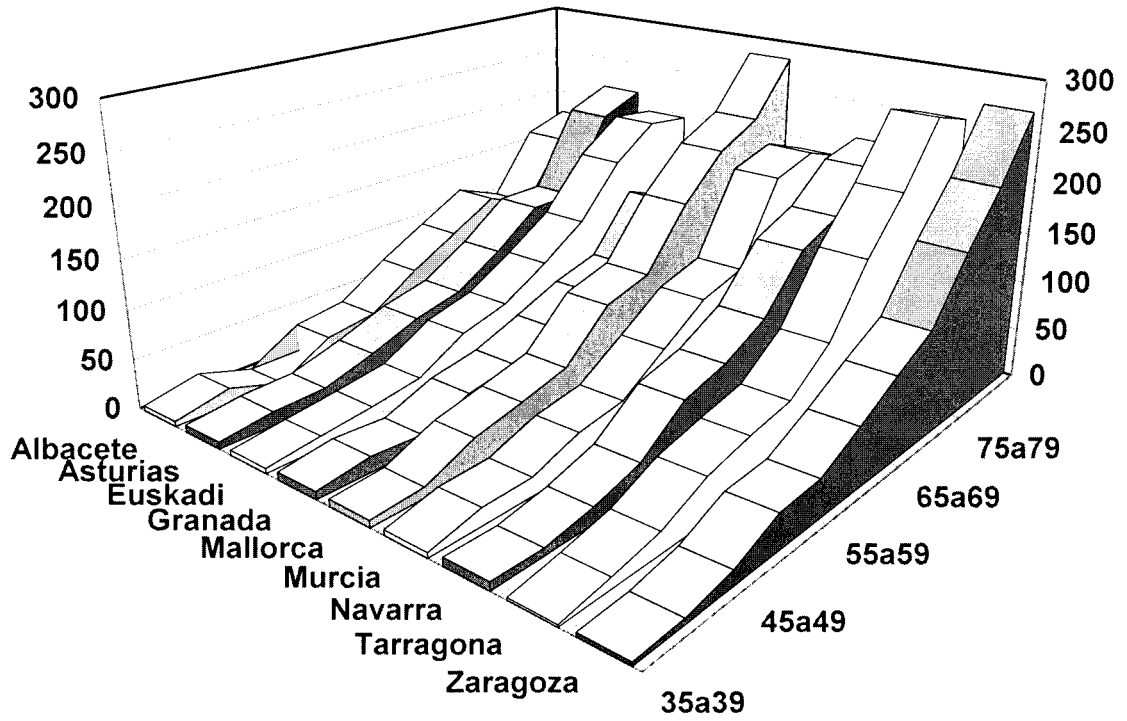 300
250
200
150
100
50
0
300
250
200
150
100
50
0
Albacete
Asturias
Euskadi
Granada
Mallorca
Murcia
Navarra
Tarragona
Zaragoza
75a79
65a69
55a59
45a49
35a39